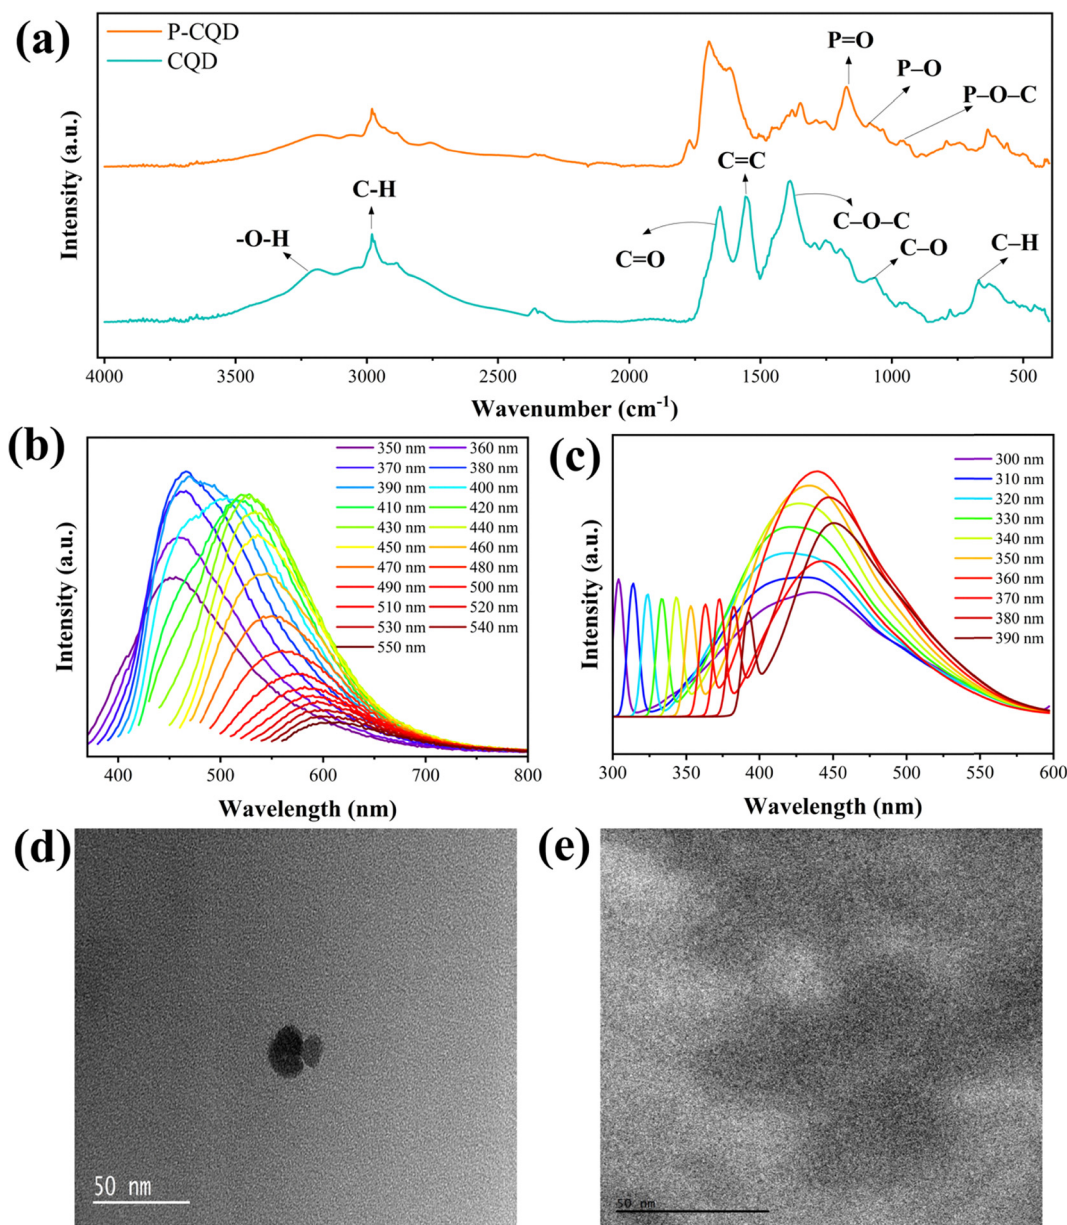 (a)
P-CQD
CQD
P=O
P–O
P–O–C
C=C
C-H
-O-H
C=O
C–O–C
C–O
C–H
Intensity (a.u.)
4000 3500 3000 2500 2000 1500 1000 500
Wavenumber (cm-1)
(b)
350 nm 360 nm
370 nm 380 nm
390 nm 400 nm
410 nm 420 nm
430 nm 440 nm
450 nm 460 nm
470 nm 480 nm
490 nm 500 nm
510 nm 520 nm
530 nm 540 nm
550 nm
Intensity (a.u.)
400 500 600 700 800
Wavelength (nm)
(c)
300 nm
310 nm
320 nm
330 nm
340 nm
350 nm
360 nm
370 nm
380 nm
390 nm
Intensity (a.u.)
300 350 400 450 500 550 600
Wavelength (nm)
(d)
50 nm
(e)
50 nm